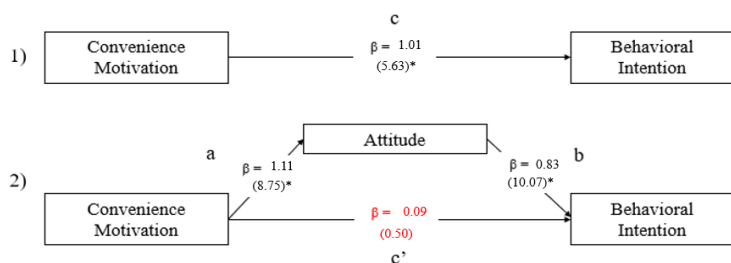 c
1)
Convenience
Motivation
β = 1.01
(5.63)*
Behavioral
Intention
Attitude
a
β = 1.11
(8.75)*
β = 0.83
(10.07)*
b
2)
Convenience
Motivation
β = 0.09
(0.50)
Behavioral
Intention
c’